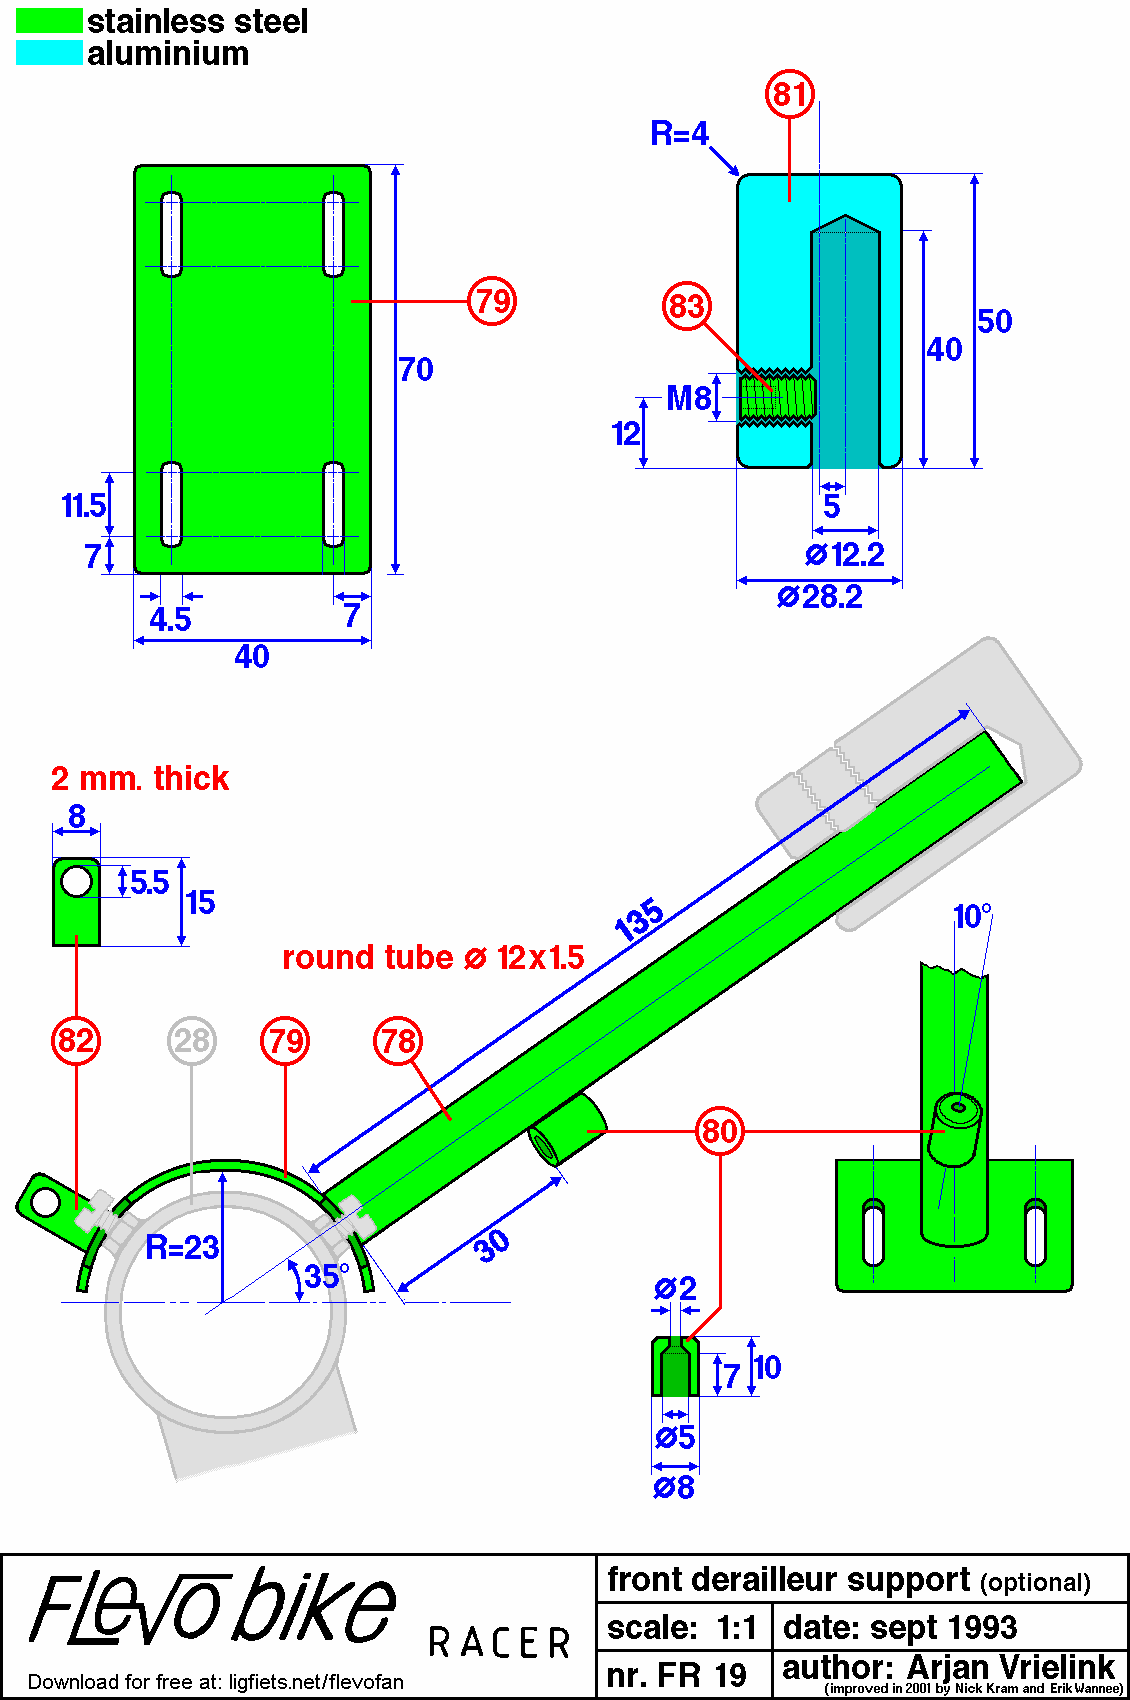 stainless steel
aluminium
81
R=4
79
83
70
50
40
M8
12
11.5
7
5
ø12.2
4.5
7
ø28.2
40
2 mm. thick
8
5.5
15
135
10°
round tube ø 12x1.5
82
28
79
78
80
R=23
30
35°
ø2
7
10
ø5
ø8
Flevobike
RACER
Download for free at: ligfiets.net/flevofan
front derailleur support (optional)
scale: 1:1
date: sept 1993
nr. FR 19
author: Arjan Vrielink
(improved in 2001 by Nick Kram and Erik Wannee)